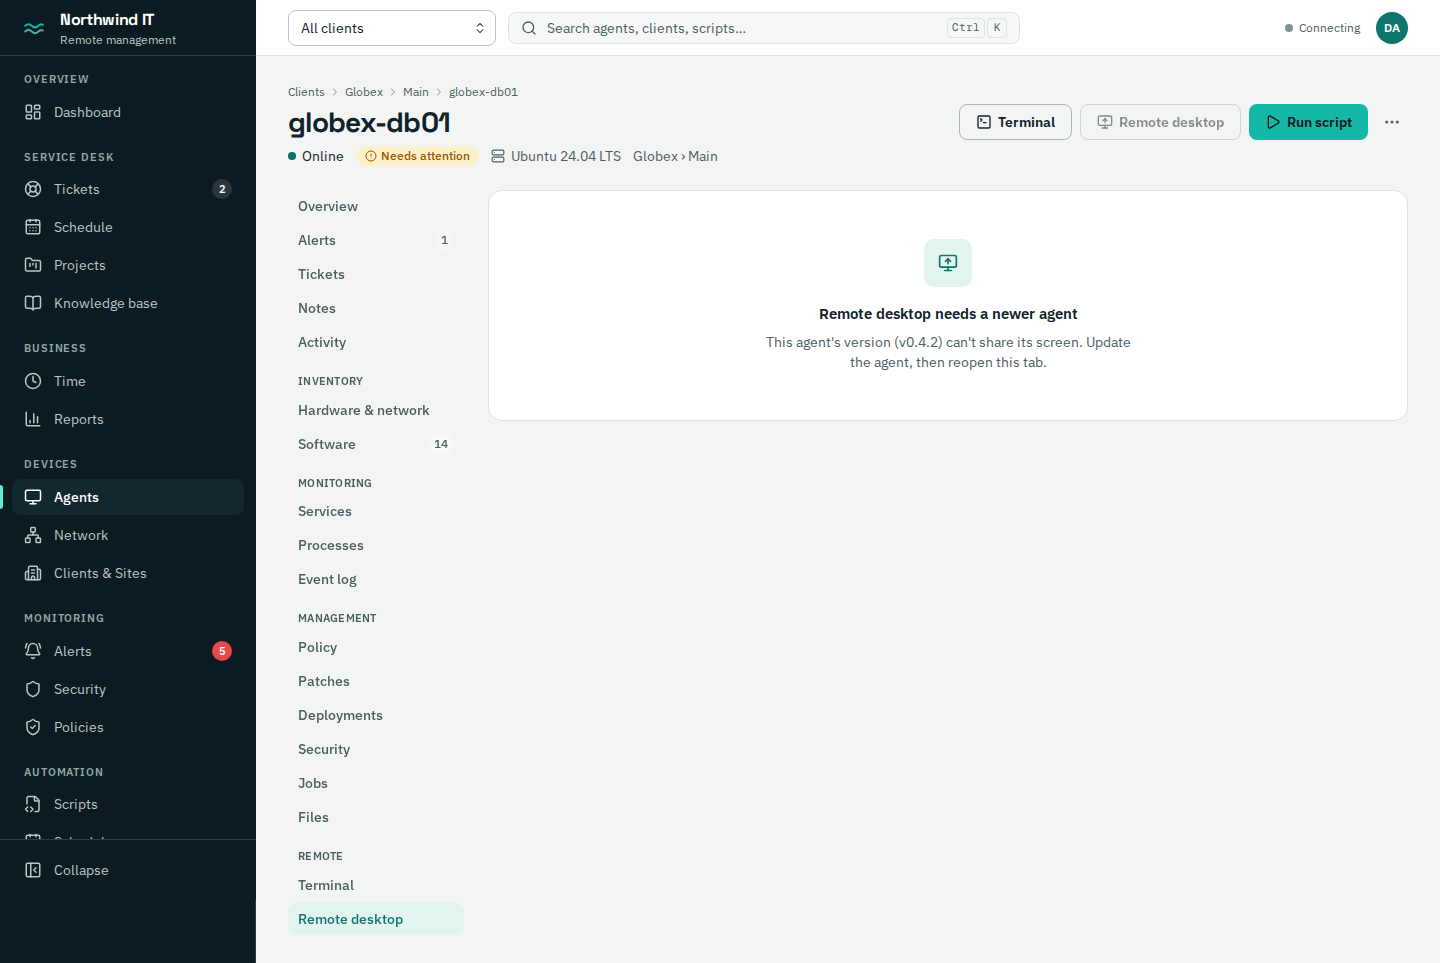 Northwind IT
Remote management
All clients
Search agents, clients, scripts...
Ctrl K
Connecting
DA
OVERVIEW
Dashboard
SERVICE DESK
Tickets 2
Schedule
Projects
Knowledge base
BUSINESS
Time
Reports
DEVICES
Agents
Network
Clients & Sites
MONITORING
Alerts 5
Security
Policies
AUTOMATION
Scripts
Collapse
Clients > Globex > Main > globex-db01
globex-db01
Terminal
Remote desktop
Run script
Online
Needs attention
Ubuntu 24.04 LTS
Globex › Main
Overview
Alerts 1
Tickets
Notes
Activity
INVENTORY
Hardware & network
Software 14
MONITORING
Services
Processes
Event log
MANAGEMENT
Policy
Patches
Deployments
Security
Jobs
Files
REMOTE
Terminal
Remote desktop
Remote desktop needs a newer agent
This agent's version (v0.4.2) can't share its screen. Update
the agent, then reopen this tab.